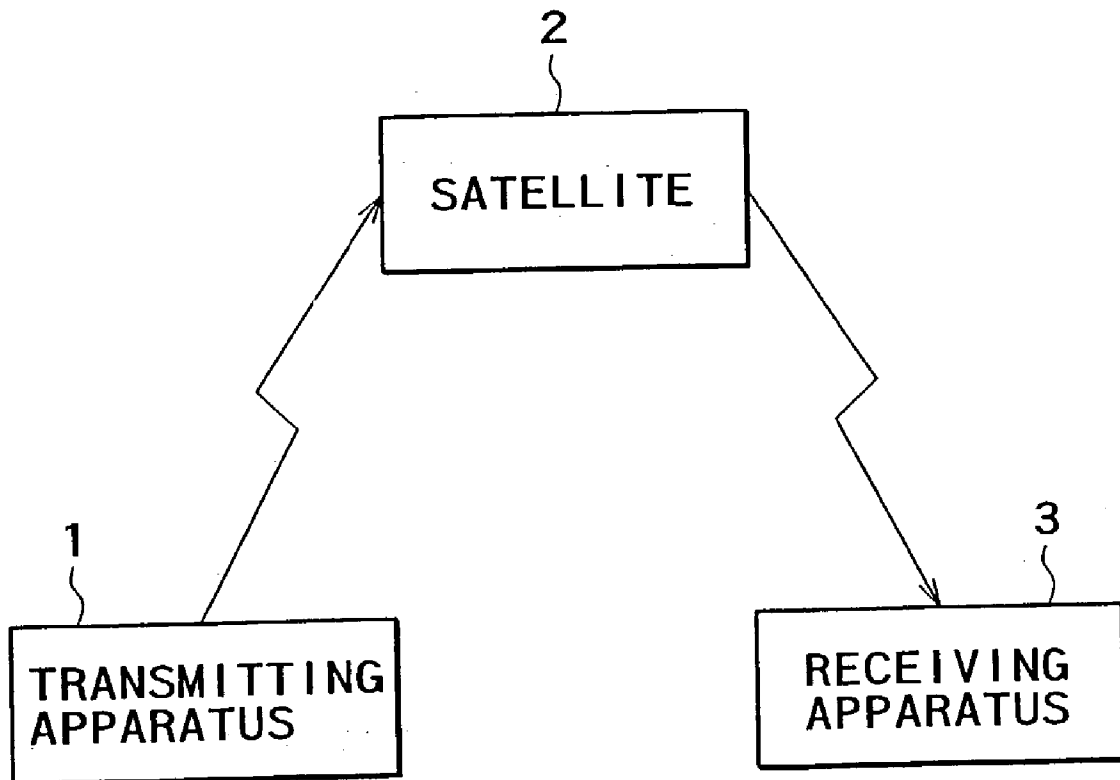 2
SATELLITE
1
TRANSMITTING
APPARATUS
3
RECEIVING
APPARATUS